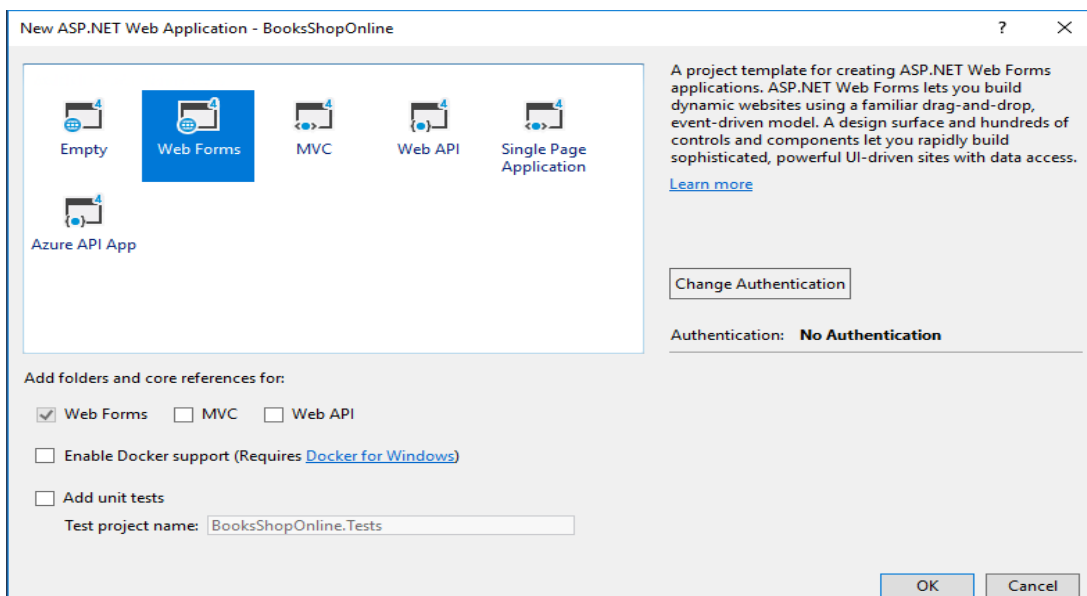 New ASP.NET Web Application - BooksShopOnline
? X
4 4 4 4 4
Empty Web Forms MVC Web API Single Page
Application
4
Azure API App
A project template for creating ASP.NET Web Forms
applications. ASP.NET Web Forms lets you build
dynamic websites using a familiar drag-and-drop,
event-driven model. A design surface and hundreds of
controls and components let you rapidly build
sophisticated, powerful UI-driven sites with data access.
Learn more
Change Authentication
Authentication: No Authentication
Add folders and core references for:
Web Forms MVC Web API
Enable Docker support (Requires Docker for Windows)
Add unit tests
Test project name: BooksShopOnline.Tests
OK Cancel